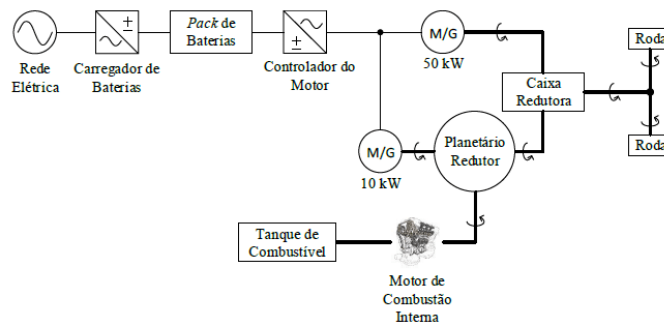 Rede
Elétrica
Carregador de
Baterias
Pack de
Baterias
Controlador do
Motor
M/G
50 kW
Caixa
Redutora
Roda
Roda
M/G
10 kW
Planetário
Redutor
Tanque de
Combustível
Motor de
Combustão
Interna